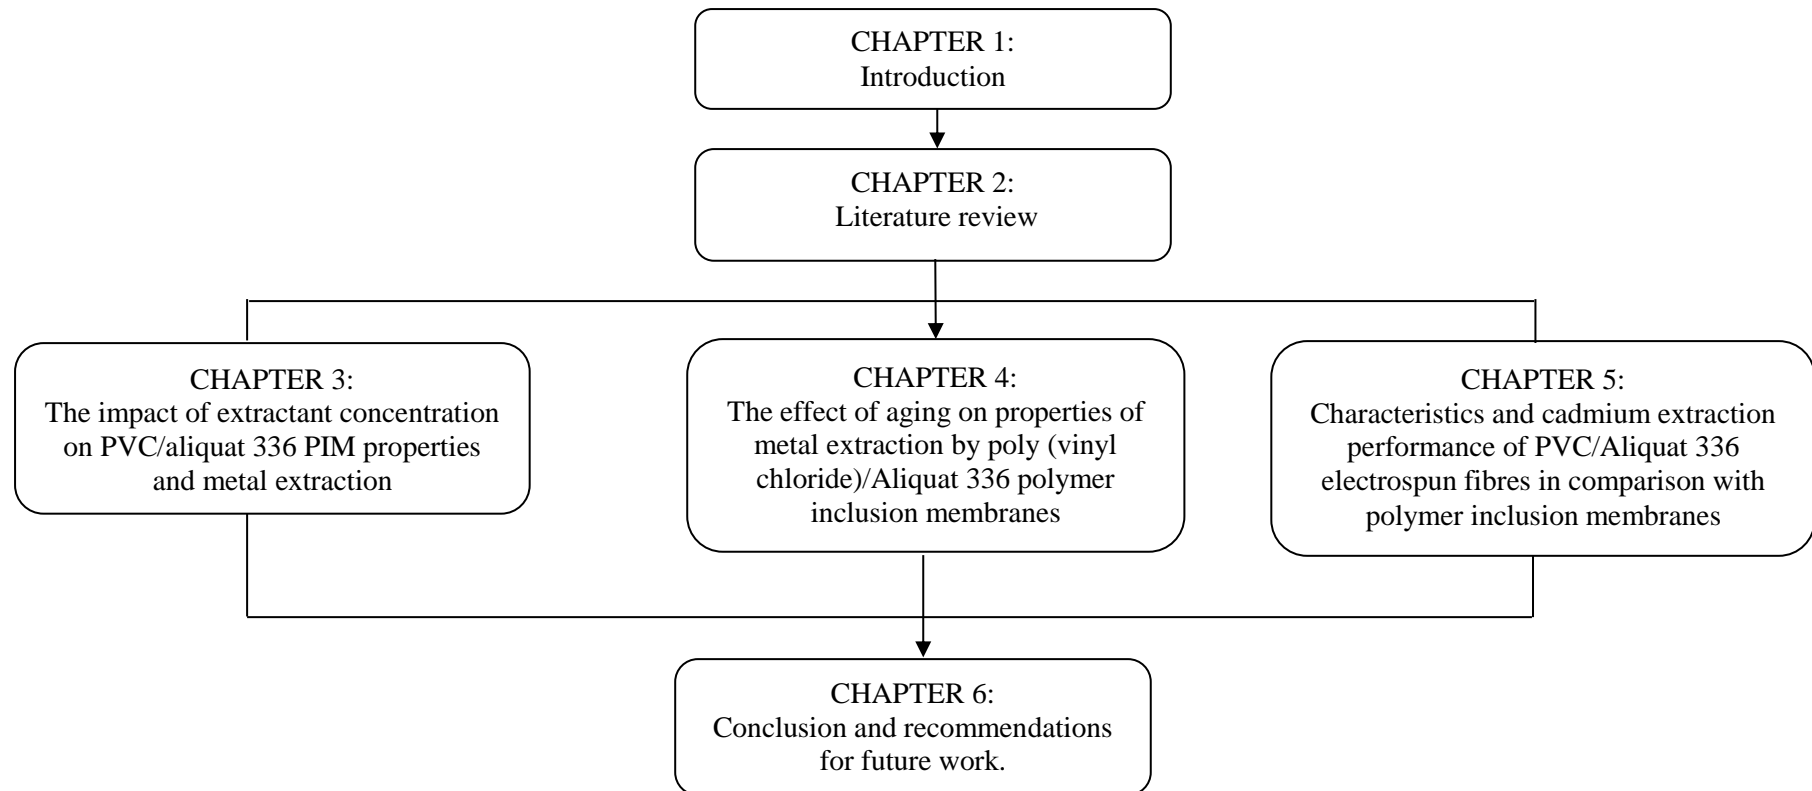 CHAPTER 1:
Introduction
CHAPTER 2:
Literature review
CHAPTER 3:
The impact of extractant concentration
on PVC/aliquat 336 PIM properties
and metal extraction
CHAPTER 4:
The effect of aging on properties of
metal extraction by poly (vinyl
chloride)/Aliquat 336 polymer
inclusion membranes
CHAPTER 5:
Characteristics and cadmium extraction
performance of PVC/Aliquat 336
electrospun fibres in comparison with
polymer inclusion membranes
CHAPTER 6:
Conclusion and recommendations
for future work.